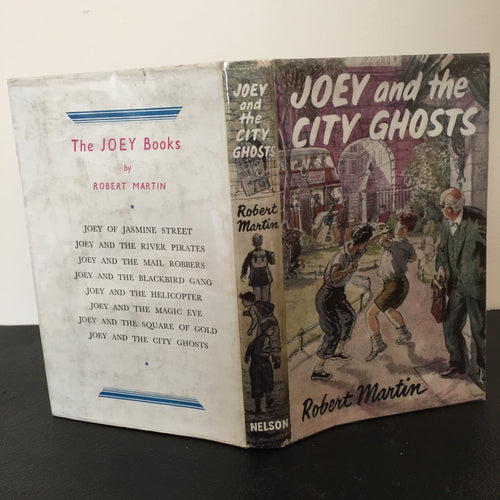 The JOEY Books
by
ROBERT MARTIN
JOEY OF JASMINE STREET
JOEY AND THE RIVER PIRATES
JOEY AND THE MAIL ROBBERS
JOEY AND THE BLACKBIRD GANG
JOEY AND THE HELICOPTER
JOEY AND THE MAGIC EYE
JOEY AND THE SQUARE OF GOLD
JOEY AND THE CITY GHOSTS
JOEY
and
the
CITY
GHOSTS
Robert
Martin
NELSON
JOEY and the
CITY GHOSTS
Robert Martin